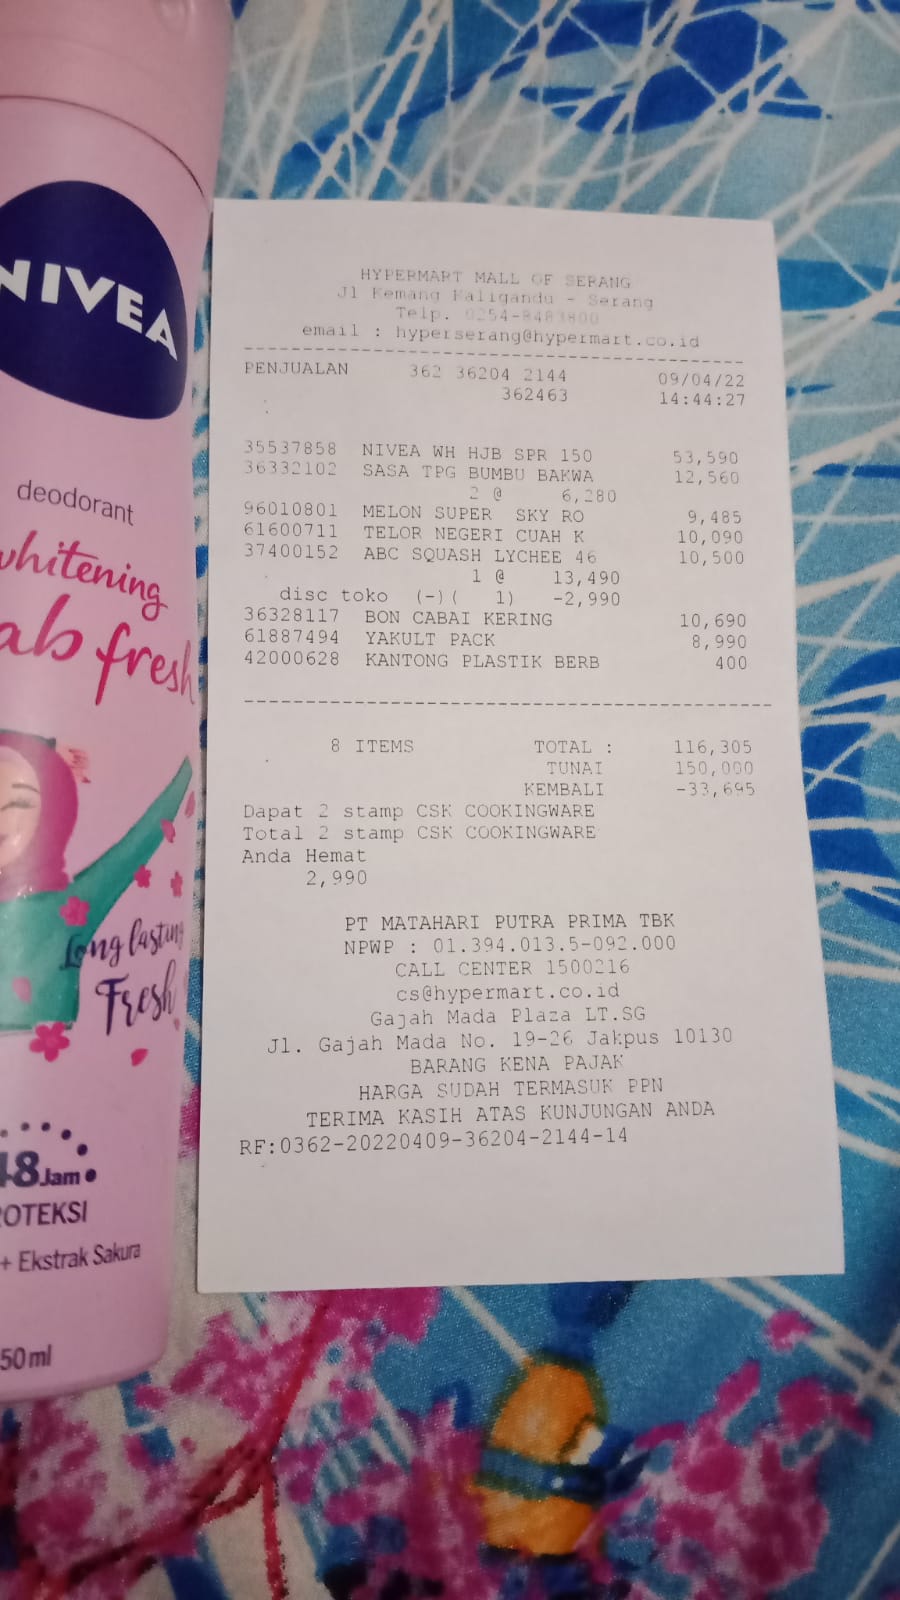 NIVEA
deodorant
whitening
ab fresh
Long lasting
Fresh
48 Jam
ROTEKSI
+ Ekstrak Sakura
50 ml
HYPERMART MALL OF SERANG
Jl Kemang Kaligandu - Serang
Telp. 0254-8483800
email : hyperserang@hypermart.co.id
PENJUALAN 362 36204 2144 09/04/22
362463 14:44:27
35537858 NIVEA WH HJB SPR 150 53,590
36332102 SASA TPG BUMBU BAKWA 12,560
2 @ 6,280
96010801 MELON SUPER SKY RO 9,485
61600711 TELOR NEGERI CUAH K 10,090
37400152 ABC SQUASH LYCHEE 46 10,500
1 @ 13,490
disc toko (-)( 1) -2,990
36328117 BON CABAI KERING 10,690
61887494 YAKULT PACK 8,990
42000628 KANTONG PLASTIK BERB 400
8 ITEMS TOTAL : 116,305
TUNAI 150,000
KEMBALI -33,695
Dapat 2 stamp CSK COOKINGWARE
Total 2 stamp CSK COOKINGWARE
Anda Hemat
2,990
PT MATAHARI PUTRA PRIMA TBK
NPWP : 01.394.013.5-092.000
CALL CENTER 1500216
cs@hypermart.co.id
Gajah Mada Plaza LT.SG
Jl. Gajah Mada No. 19-26 Jakpus 10130
BARANG KENA PAJAK
HARGA SUDAH TERMASUK PPN
TERIMA KASIH ATAS KUNJUNGAN ANDA
RF:0362-20220409-36204-2144-14